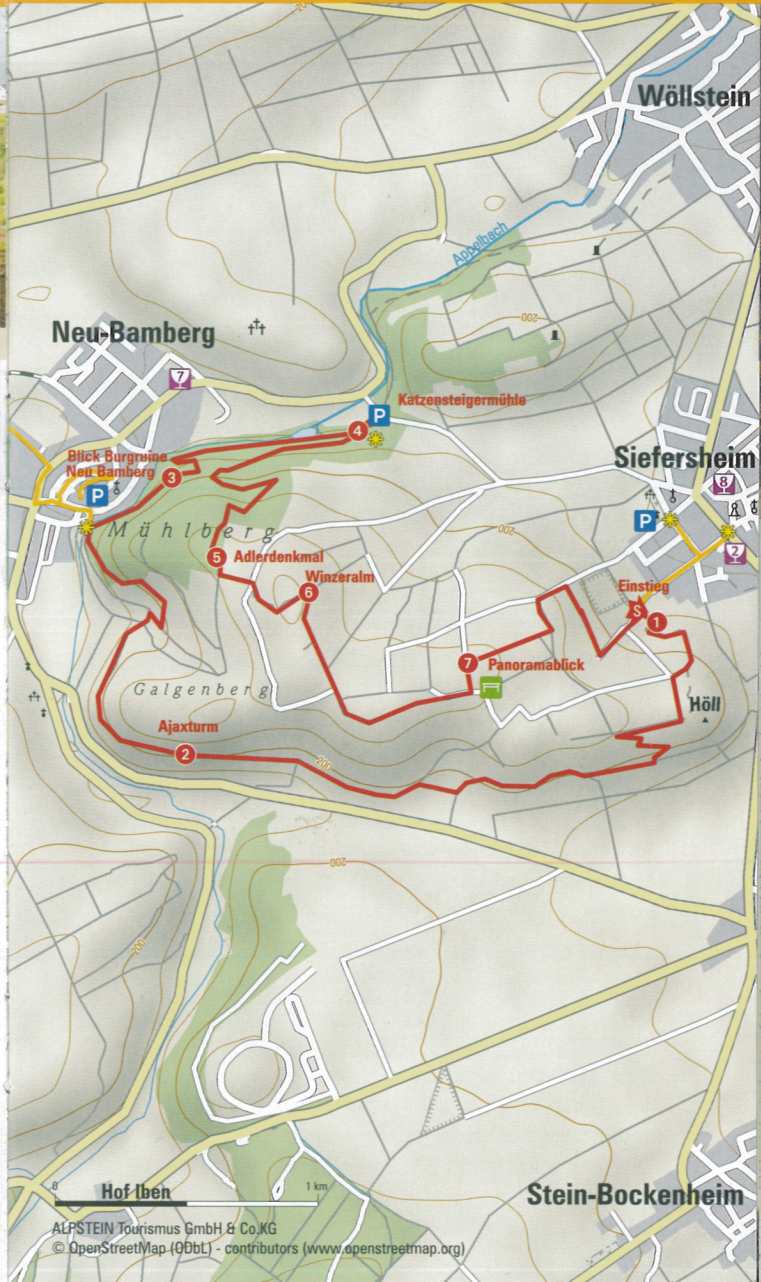 Wöllstein
Appelbach
Neu-Bamberg
7
P
Katzensteigermühle
4
200
Siefersheim
8
Blick Burgruine
Neu Bamberg
3
P
P
Mühlberg
200
2
5
Adlerdenkmal
Winzeralm
6
Einstieg
S
1
7
Panoramablick
Galgenberg
Höll
Ajaxturm
2
200
200
200
Stein-Bockenheim
0
Hof Iben
1 km
ALPSTEIN Tourismus GmbH & Co.KG
© OpenStreetMap (ODbL) - contributors (www.openstreetmap.org)